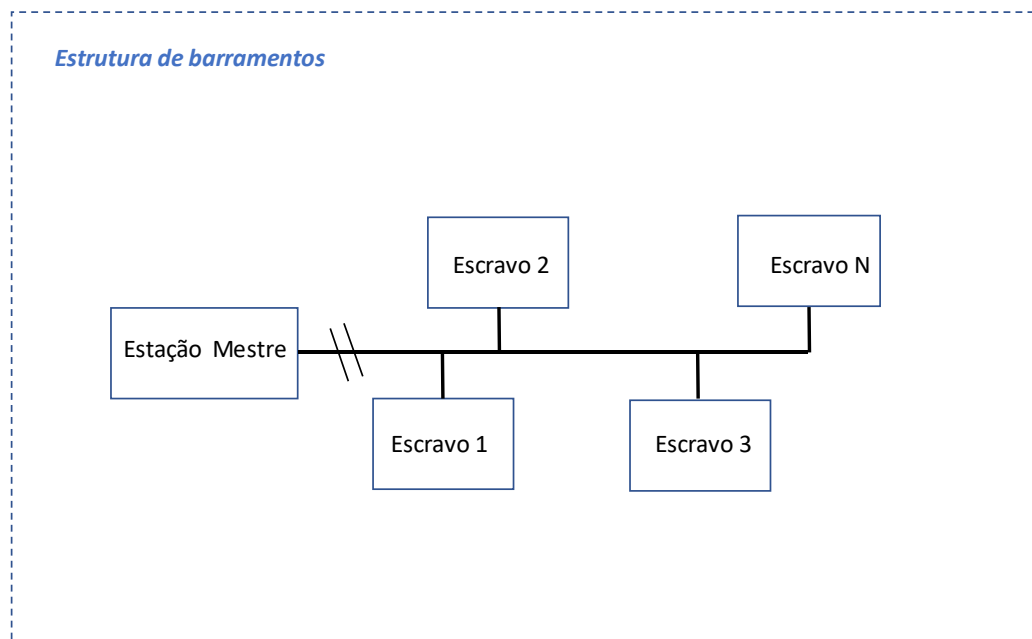 Estrutura de barramentos
Escravo 2
Escravo N
Estação Mestre
Escravo 1
Escravo 3